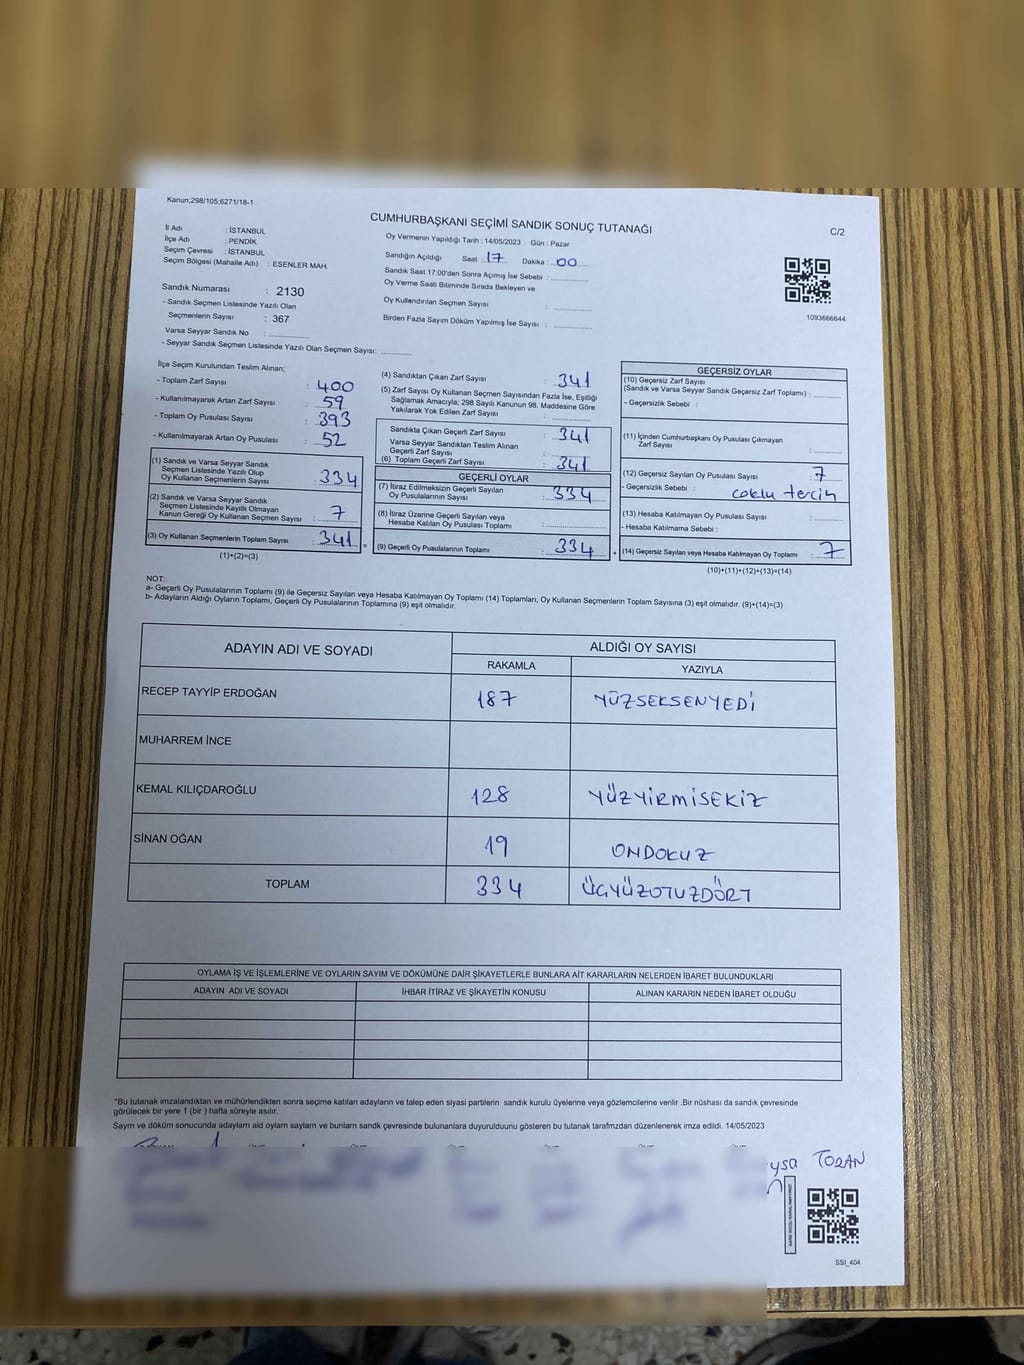 Kanun;298/105;6271/18-1
CUMHURBAŞKANI SEÇİMİ SANDIK SONUÇ TUTANAĞI
C/2
İl Adı : İSTANBUL
İlçe Adı : PENDİK
Seçim Çevresi : İSTANBUL
Seçim Bölgesi (Mahalle Adı) : ESENLER MAH.
Sandık Numarası : 2130
- Sandık Seçmen Listesinde Yazılı Olan
Seçmenlerin Sayısı : 367
Varsa Seyyar Sandık No :
- Seyyar Sandık Seçmen Listesinde Yazılı Olan Seçmen Sayısı:
Oy Vermenin Yapıldığı Tarih : 14/05/2023 Gün : Pazar
Sandığın Açıldığı Saat : 17 Dakika : 00
Sandık Saat 17:00'den Sonra Açımış İse Sebebi :
Oy Verme Saati Bitiminde Sırada Bekleyen ve
Oy Kullandırılan Seçmen Sayısı :
Birden Fazla Sayım Döküm Yapılmış İse Sayısı :
1093666644
İlçe Seçim Kurulundan Teslim Alınan;
- Toplam Zarf Sayısı : 400
- Kullanılmayarak Artan Zarf Sayısı : 59
- Toplam Oy Pusulası Sayısı : 393
- Kullanılmayarak Artan Oy Pusulası : 52
(1) Sandık ve Varsa Seyyar Sandık
Seçmen Listesinde Yazılı Olup
Oy Kullanan Seçmenlerin Sayısı : 334
(2) Sandık ve Varsa Seyyar Sandık
Seçmen Listesinde Kayıtlı Olmayan
Kanun Gereği Oy Kullanan Seçmen Sayısı : 7
(3) Oy Kullanan Seçmenlerin Toplam Sayısı : 341
(1)+(2)=(3)
(4) Sandıktan Çıkan Zarf Sayısı : 341
(5) Zarf Sayısı Oy Kullanan Seçmen Sayısından Fazla İse, Eşitliği
Sağlamak Amacıyla; 298 Sayılı Kanunun 98. Maddesine Göre
Yakılarak Yok Edilen Zarf Sayısı :
Sandıkta Çıkan Geçerli Zarf Sayısı : 341
Varsa Seyyar Sandıktan Teslim Alınan
Geçerli Zarf Sayısı :
(6) Toplam Geçerli Zarf Sayısı : 341
GEÇERLİ OYLAR
(7) İtiraz Edilmeksizin Geçerli Sayılan
Oy Pusulalarının Sayısı : 334
(8) İtiraz Üzerine Geçerli Sayılan veya
Hesaba Katılan Oy Pusulası Toplamı :
= (9) Geçerli Oy Pusulalarının Toplamı : 334
GEÇERSİZ OYLAR
(10) Geçersiz Zarf Sayısı
(Sandık ve Varsa Seyyar Sandık Geçersiz Zarf Toplamı) :
- Geçersizlik Sebebi :
(11) İçinden Cumhurbaşkanı Oy Pusulası Çıkmayan
Zarf Sayısı :
(12) Geçersiz Sayılan Oy Pusulası Sayısı : 7
- Geçersizlik Sebebi : coklu tercih
(13) Hesaba Katılmayan Oy Pusulası Sayısı :
- Hesaba Katılmama Sebebi :
+ (14) Geçersiz Sayılan veya Hesaba Katılmayan Oy Toplamı : 7
(10)+(11)+(12)+(13)=(14)
NOT:
a- Geçerli Oy Pusulalarının Toplamı (9) ile Geçersiz Sayılan veya Hesaba Katılmayan Oy Toplamı (14) Toplamları, Oy Kullanan Seçmenlerin Toplam Sayısına (3) eşit olmalıdır. (9)+(14)=(3)
b- Adayların Aldığı Oyların Toplamı, Geçerli Oy Pusulalarının Toplamına (9) eşit olmalıdır.
ADAYIN ADI VE SOYADI ALDIĞI OY SAYISI
RAKAMLA YAZIYLA
RECEP TAYYİP ERDOĞAN 187 YÜZSEKSENYEDİ
MUHARREM İNCE
KEMAL KILIÇDAROĞLU 128 YÜZYİRMİSEKİZ
SİNAN OĞAN 19 ONDOKUZ
TOPLAM 334 ÜÇYÜZOTUZDÖRT
OYLAMA İŞ VE İŞLEMLERİNE VE OYLARIN SAYIM VE DÖKÜMÜNE DAİR ŞİKAYETLERLE BUNLARA AİT KARARLARIN NELERDEN İBARET BULUNDUKLARI
ADAYIN ADI VE SOYADI İHBAR İTİRAZ VE ŞİKAYETİN KONUSU ALINAN KARARIN NEDEN İBARET OLDUĞU
*Bu tutanak imzalandıktan ve mühürlendikten sonra seçime katılan adayların ve talep eden siyasi partilerin sandık kurulu üyelerine veya gözlemcilerine verilir .Bir nüshası da sandık çevresinde
görülecek bir yere 1 (bir ) hafta süreyle asılır.
Sayım ve döküm sonucunda adayların ald oyların sayları ve bunların sandk çevresinde bulunanlara duyurulduunu gösteren bu tutanak tarafmzdan düzenlenerek imza edildi. 14/05/2023
ysa TOZAN
SSİ_404